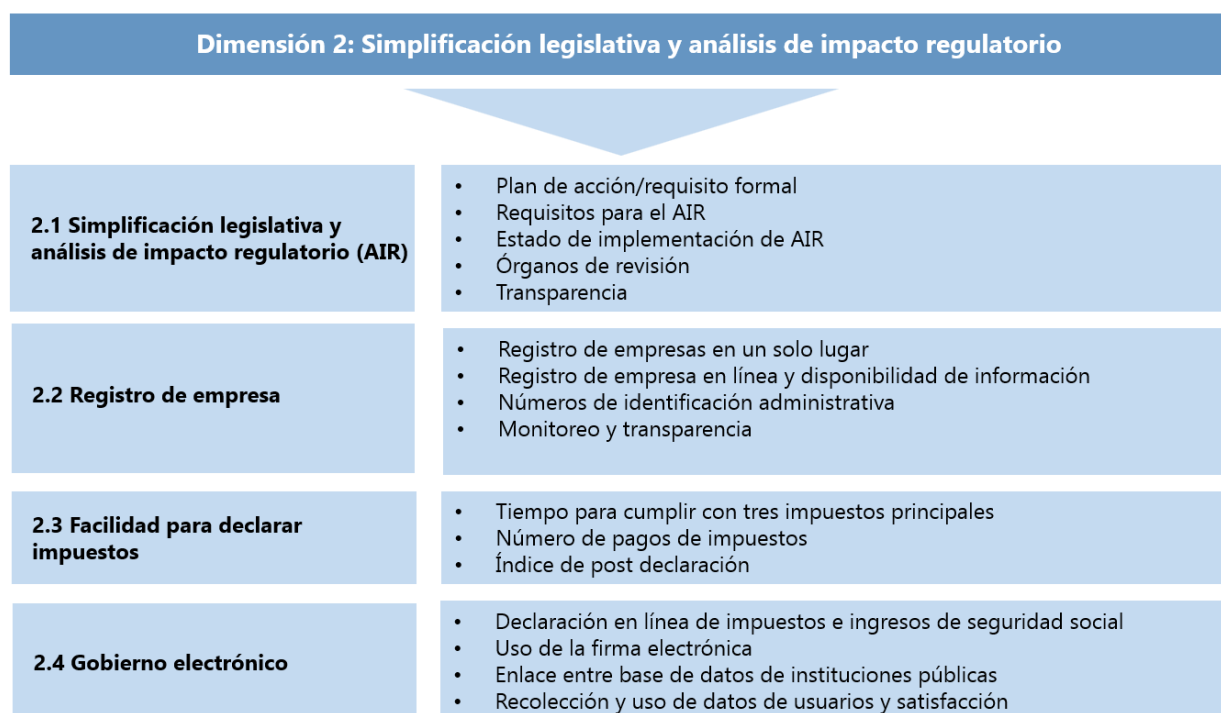 Dimensión 2: Simplificación legislativa y análisis de impacto regulatorio
2.1 Simplificación legislativa y
análisis de impacto regulatorio (AIR)
• Plan de acción/requisito formal
• Requisitos para el AIR
• Estado de implementación de AIR
• Órganos de revisión
• Transparencia
2.2 Registro de empresa
• Registro de empresas en un solo lugar
• Registro de empresa en línea y disponibilidad de información
• Números de identificación administrativa
• Monitoreo y transparencia
2.3 Facilidad para declarar
impuestos
• Tiempo para cumplir con tres impuestos principales
• Número de pagos de impuestos
• Índice de post declaración
2.4 Gobierno electrónico
• Declaración en línea de impuestos e ingresos de seguridad social
• Uso de la firma electrónica
• Enlace entre base de datos de instituciones públicas
• Recolección y uso de datos de usuarios y satisfacción